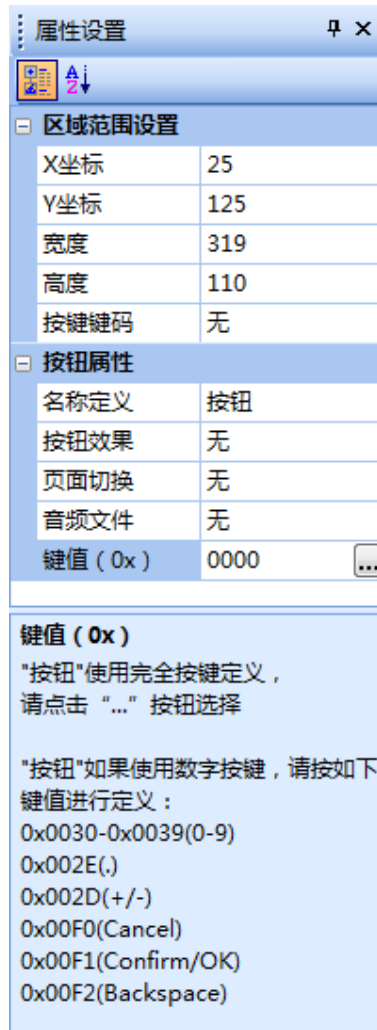 属性设置
区域范围设置
X坐标 25
Y坐标 125
宽度 319
高度 110
按键键码 无
按钮属性
名称定义 按钮
按钮效果 无
页面切换 无
音频文件 无
键值（0x） 0000 ...
键值（0x）
"按钮"使用完全按键定义，
请点击“...”按钮选择
"按钮"如果使用数字按键，请按如下
键值进行定义：
0x0030-0x0039(0-9)
0x002E(.)
0x002D(+/-)
0x00F0(Cancel)
0x00F1(Confirm/OK)
0x00F2(Backspace)